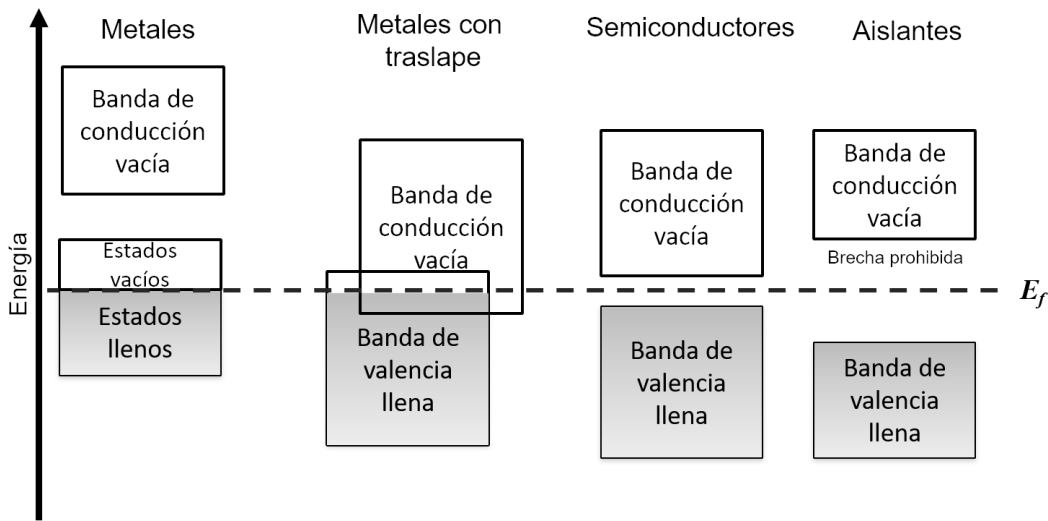 Metales
Metales con
traslape
Semiconductores
Aislantes
Energía
Banda de
conducción
vacía
Estados
vacíos
Estados
llenos
Banda de
conducción
vacía
Banda de
valencia
llena
Banda de
conducción
vacía
Banda de
valencia
llena
Banda de
conducción
vacía
Brecha prohibida
Banda de
valencia
llena
E_f